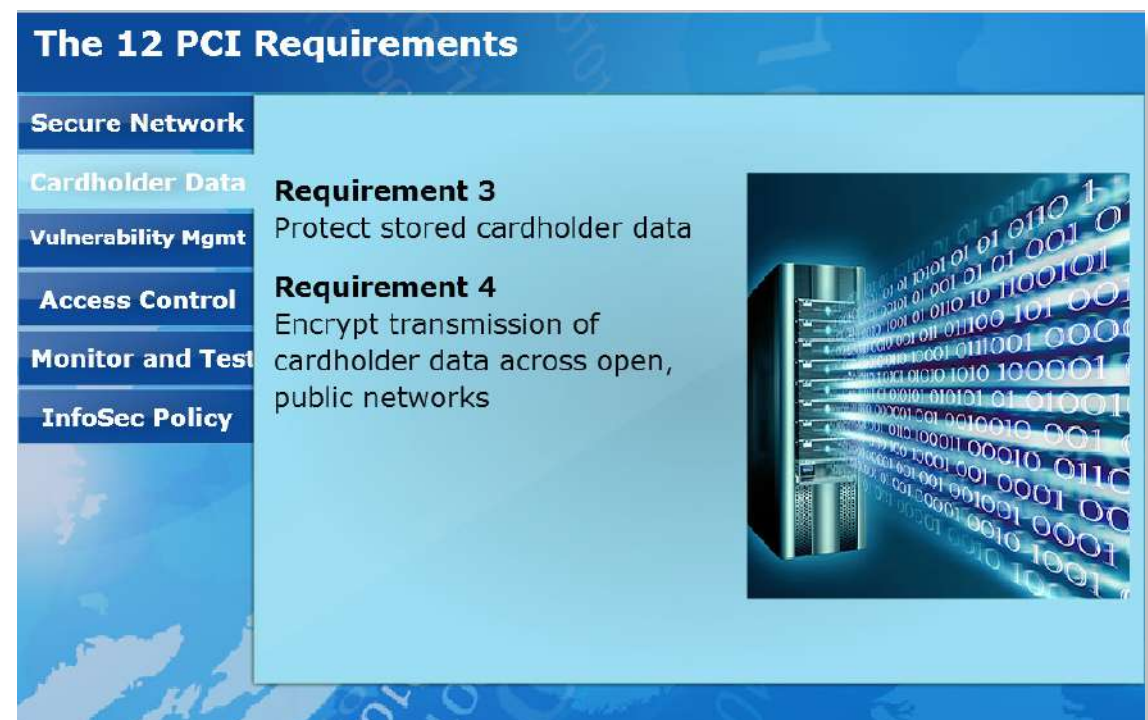 The 12 PCI Requirements
Secure Network
Cardholder Data
Vulnerability Mgmt
Access Control
Monitor and Test
InfoSec Policy
Requirement 3
Protect stored cardholder data
Requirement 4
Encrypt transmission of
cardholder data across open,
public networks